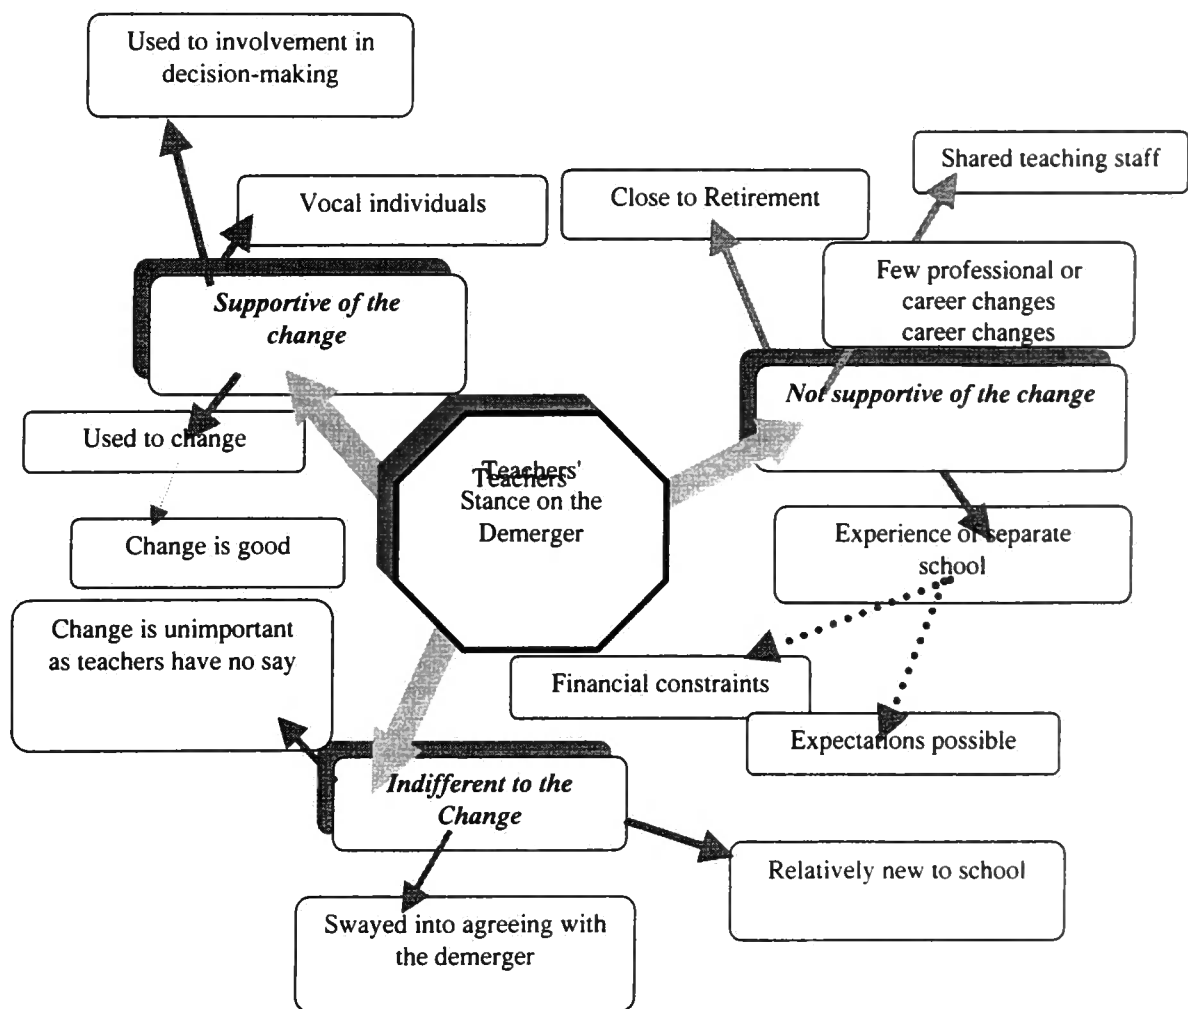 Used to involvement in
decision-making
Shared teaching staff
Vocal individuals
Close to Retirement
Few professional or
career changes
career changes
Supportive of the
change
Not supportive of the change
Used to change
Teachers'
Teachers'
Stance on the
Demerger
Change is good
Experience of separate
school
Change is unimportant
as teachers have no say
Financial constraints
Expectations possible
Indifferent to the
Change
Relatively new to school
Swayed into agreeing with
the demerger